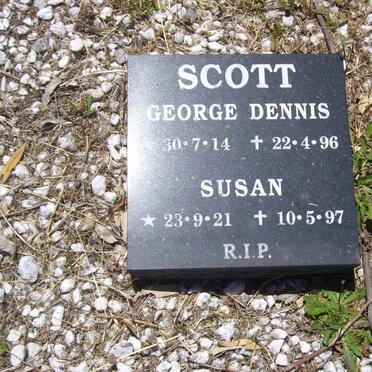 SCOTT
GEORGE DENNIS
★ 30·7·14 ✝ 22·4·96
SUSAN
★ 23·9·21 ✝ 10·5·97
R.I.P.